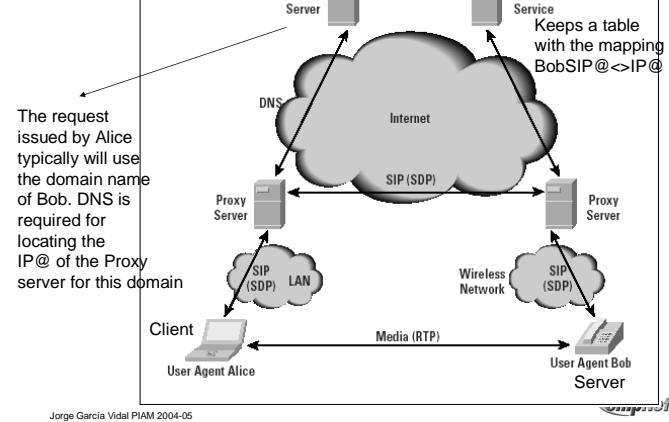 Server
Service
Keeps a table
with the mapping
BobSIP@<>IP@
DNS
Internet
The request
issued by Alice
typically will use
the domain name
of Bob. DNS is
required for
locating the
IP@ of the Proxy
server for this domain
SIP (SDP)
Proxy
Server
Proxy
Server
SIP
(SDP)
LAN
Wireless
Network
SIP
(SDP)
Client
Media (RTP)
User Agent Alice
User Agent Bob
Server
Jorge García Vidal PIAM 2004-05